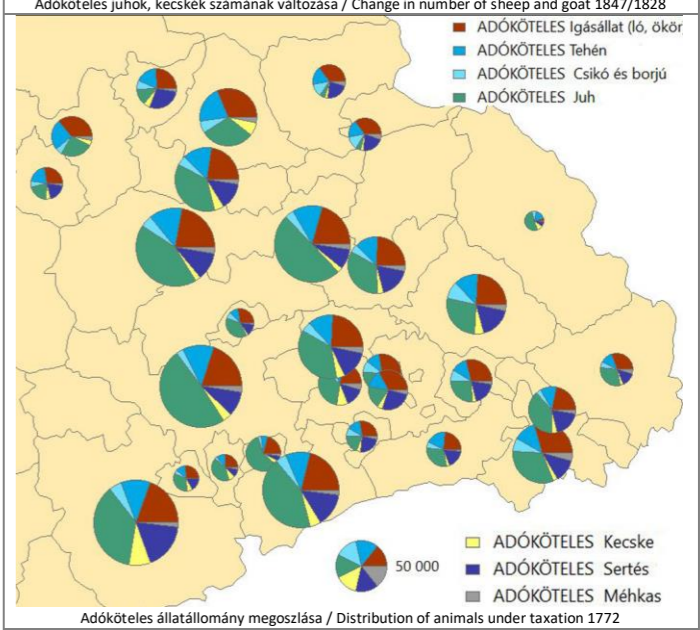 Adóköteles juhok, kecskék számának változása / Change in number of sheep and goat 1847/1828
ADÓKÖTELES Igásállat (ló, ökör
ADÓKÖTELES Tehén
ADÓKÖTELES Csikó és borjú
ADÓKÖTELES Juh
50 000
ADÓKÖTELES Kecske
ADÓKÖTELES Sertés
ADÓKÖTELES Méhkas
Adóköteles állatállomány megoszlása / Distribution of animals under taxation 1772